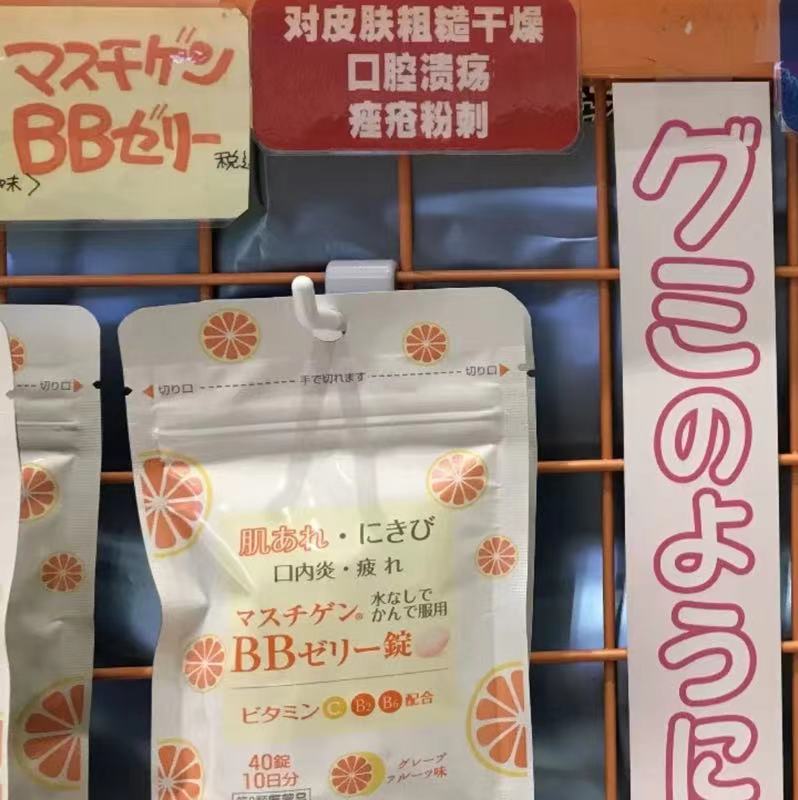 マスチゲン
BBゼリー
税込
味>
对皮肤粗糙干燥
口腔溃疡
痤疮粉刺
グミのように
切り口
手で切れます
切り口
切り口
肌あれ・にきび
口内炎・疲れ
マスチゲン®
水なしで
かんで服用
BBゼリー錠
ビタミン C B2 B6 配合
40錠
10日分
グレープ
フルーツ味